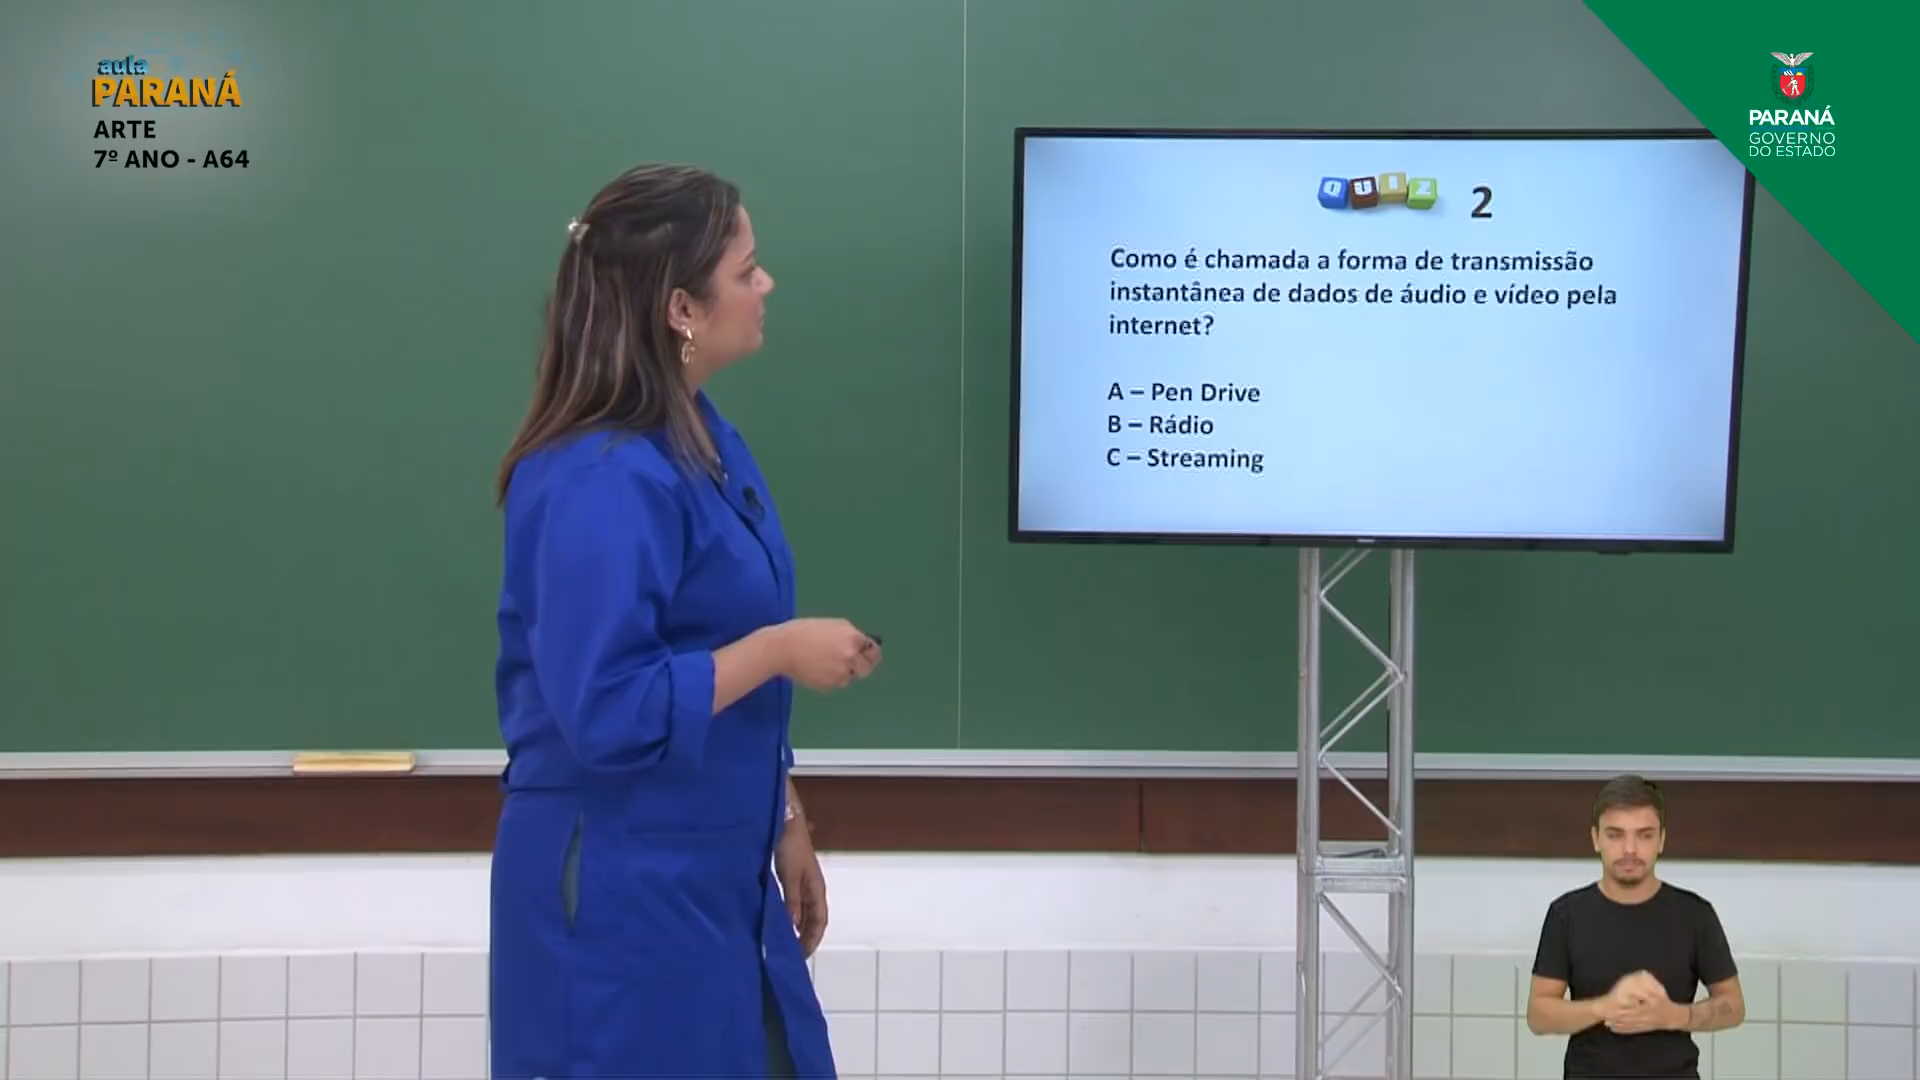 aula
PARANÁ
ARTE
7º ANO - A64
PARANÁ
GOVERNO
DO ESTADO
QUIZ 2
Como é chamada a forma de transmissão
instantânea de dados de áudio e vídeo pela
internet?
A – Pen Drive
B – Rádio
C – Streaming